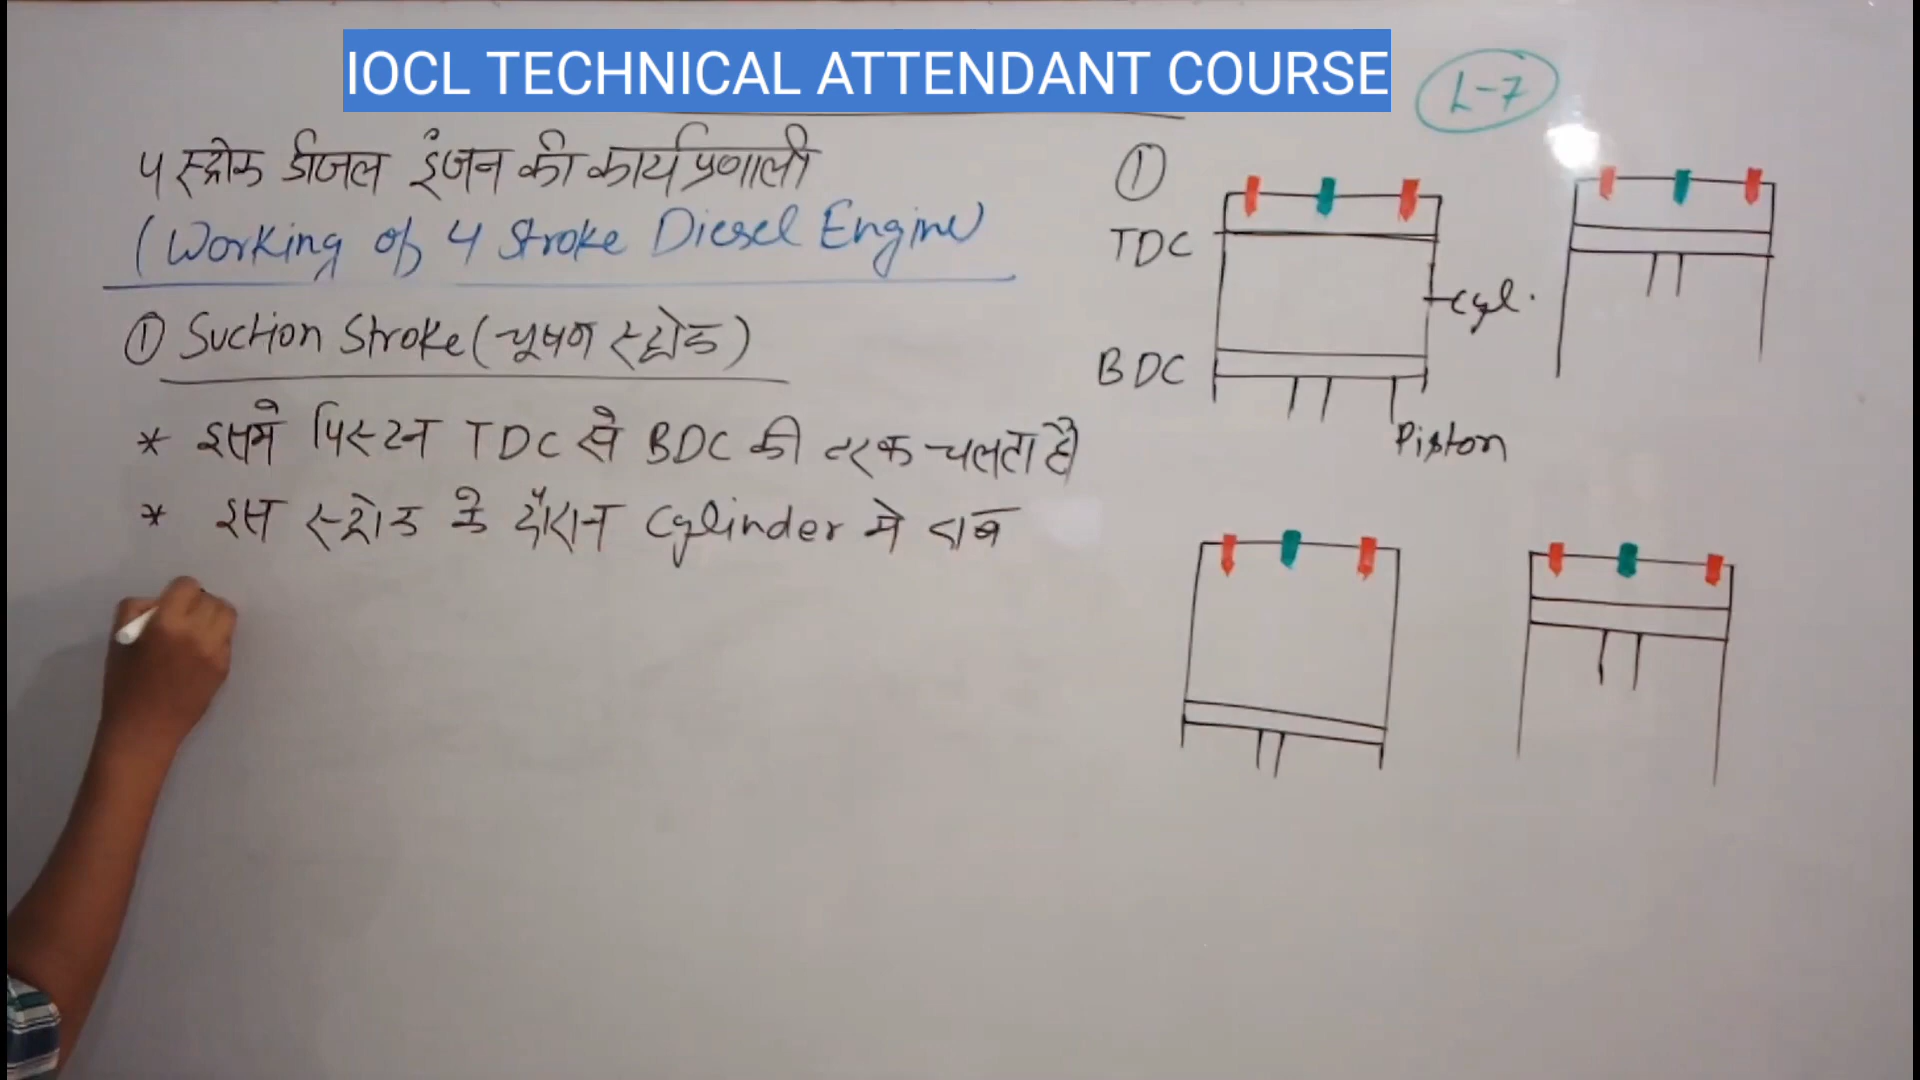 IOCL TECHNICAL ATTENDANT COURSE
L-7
४ स्ट्रोक डीजल इंजन की कार्यप्रणाली
(Working of 4 Stroke Diesel Engine
① Suction Stroke (चूषण स्ट्रोक)
* इसमे पिस्टन TDC से BDC की तरफ चलता है
* इस स्ट्रोक के दौरान Cylinder मे दाब
①
TDC
Cyl.
BDC
Piston